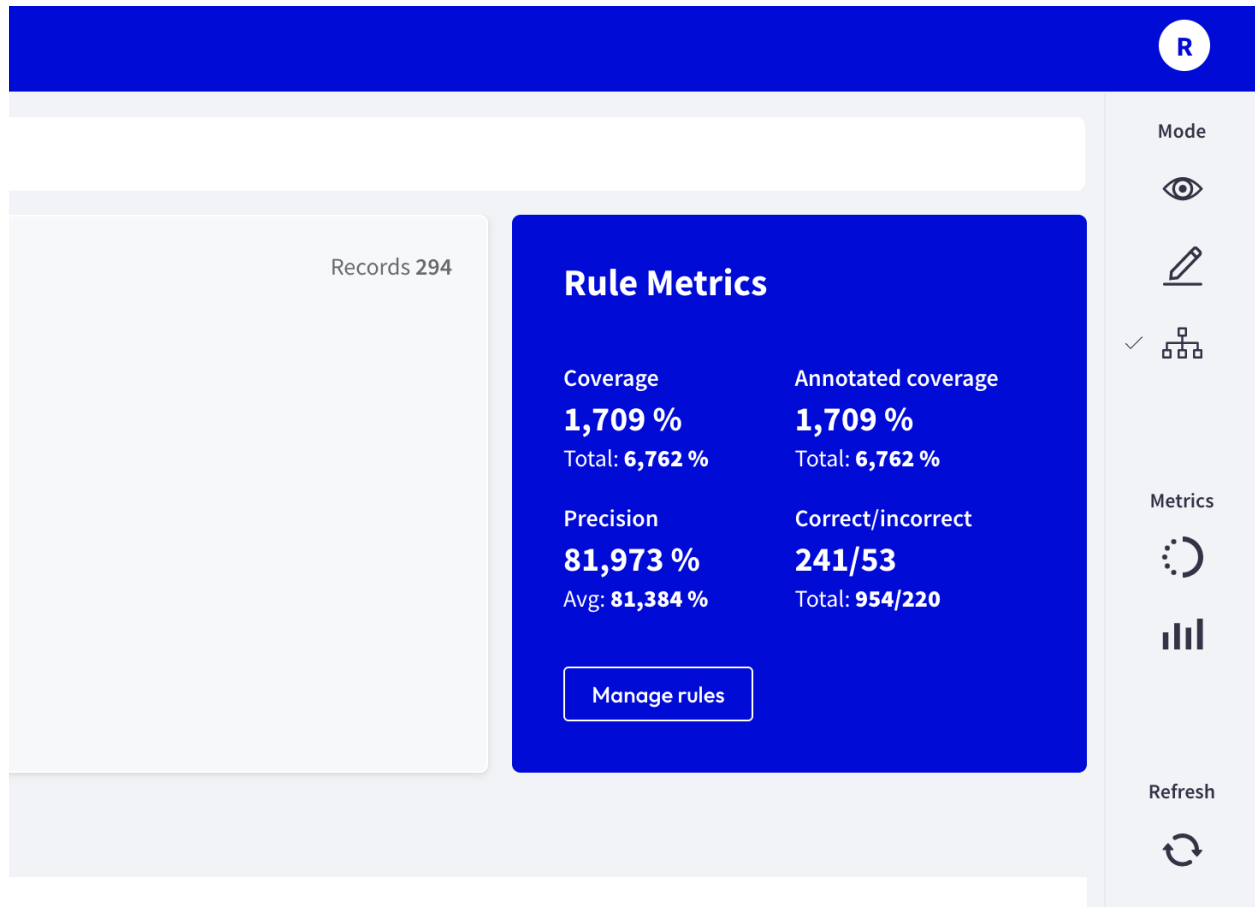 R
Mode
Records 294
Rule Metrics
Coverage
1,709 %
Total: 6,762 %
Annotated coverage
1,709 %
Total: 6,762 %
Precision
81,973 %
Avg: 81,384 %
Correct/incorrect
241/53
Total: 954/220
Manage rules
Metrics
Refresh